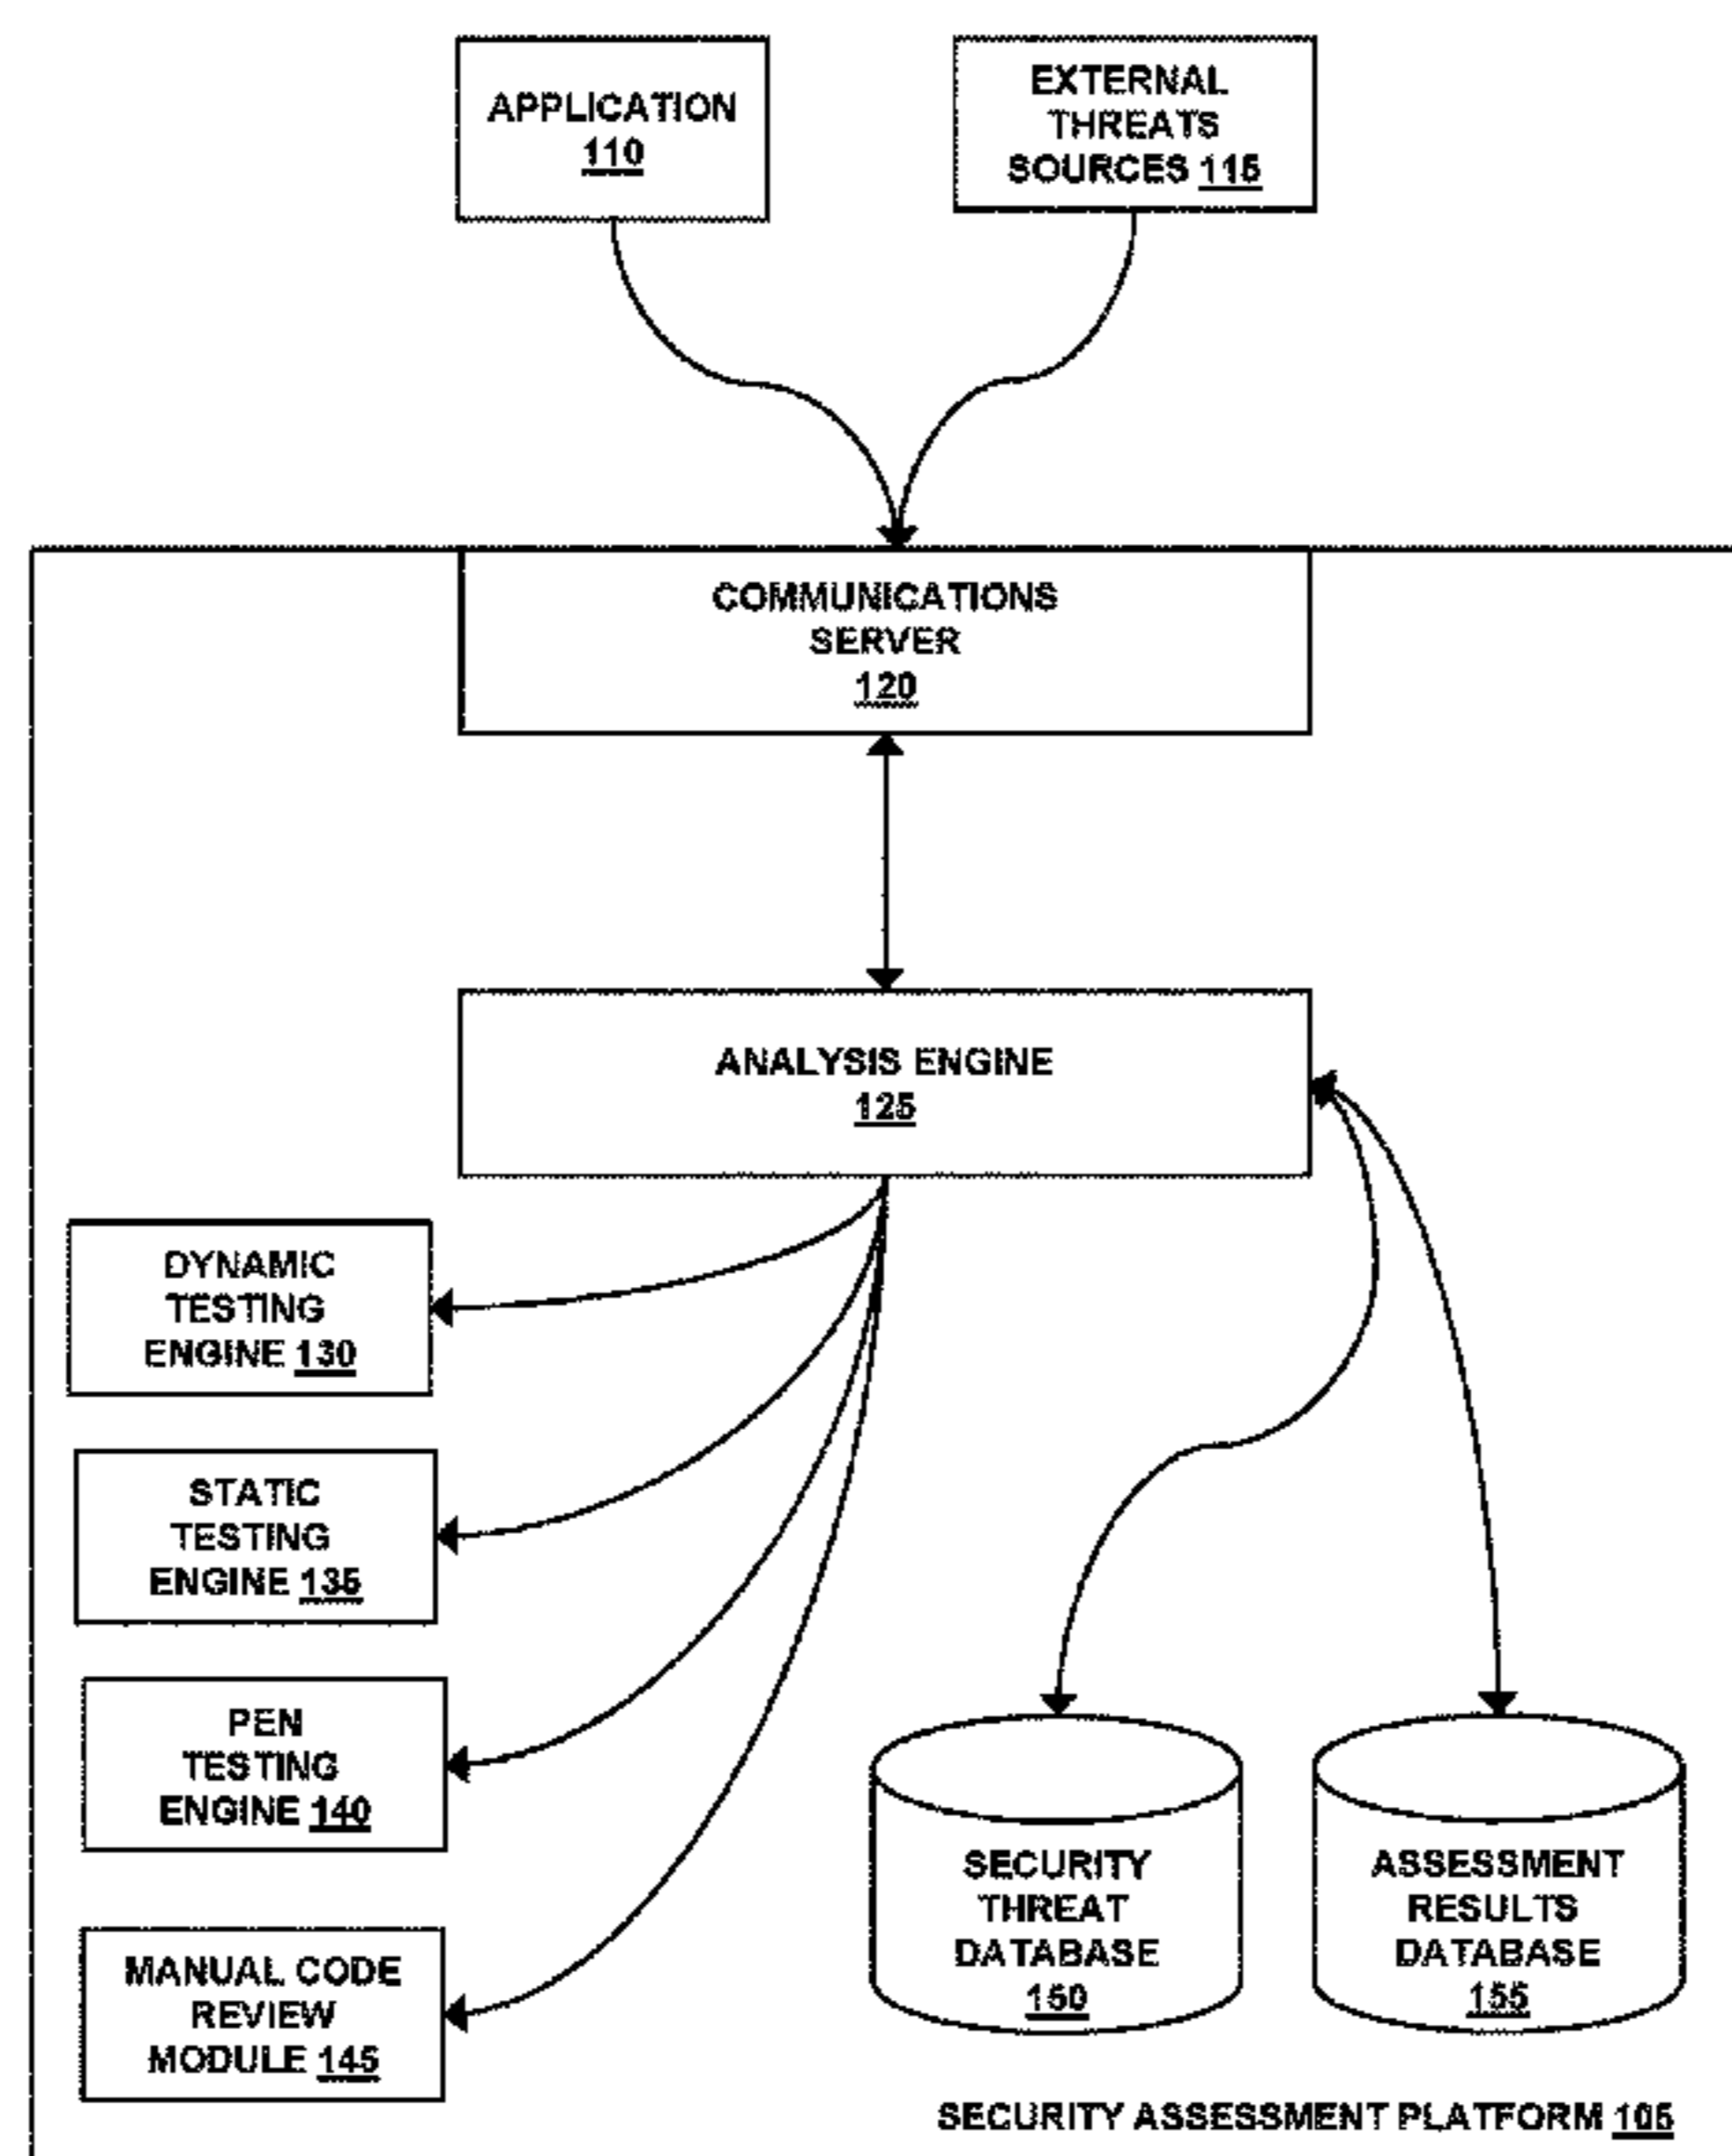 APPLICATION
110
EXTERNAL
THREATS
SOURCES 115
COMMUNICATIONS
SERVER
120
ANALYSIS ENGINE
125
DYNAMIC
TESTING
ENGINE 130
STATIC
TESTING
ENGINE 135
PEN
TESTING
ENGINE 140
MANUAL CODE
REVIEW
MODULE 145
SECURITY
THREAT
DATABASE
150
ASSESSMENT
RESULTS
DATABASE
155
SECURITY ASSESSMENT PLATFORM 105